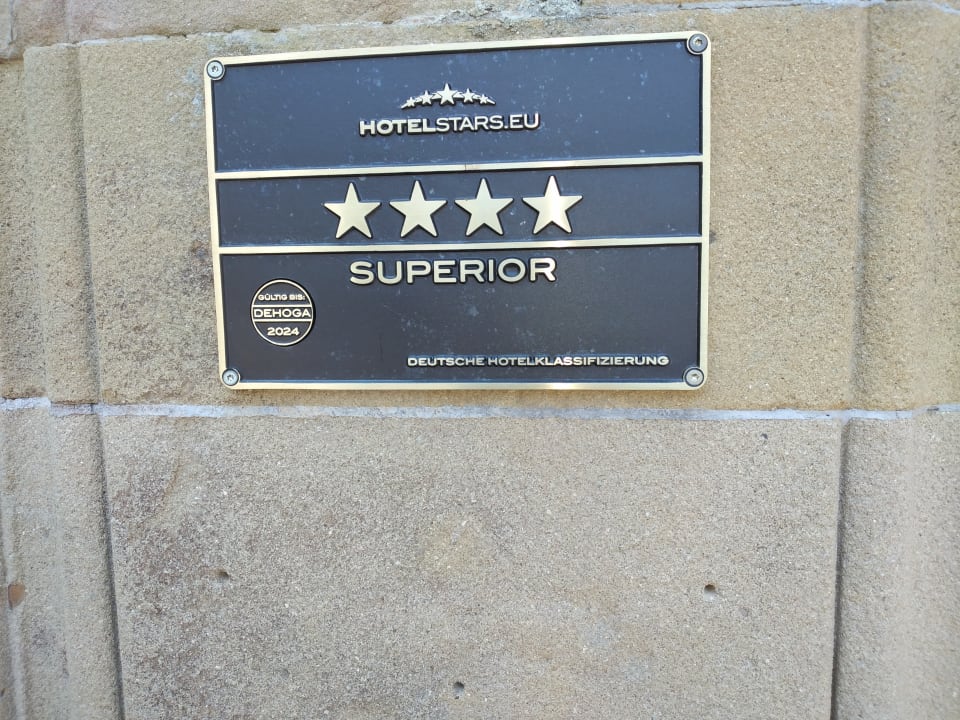 HOTELSTARS.EU
SUPERIOR
GÜLTIG BIS:
DEHOGA
2024
DEUTSCHE HOTELKLASSIFIZIERUNG